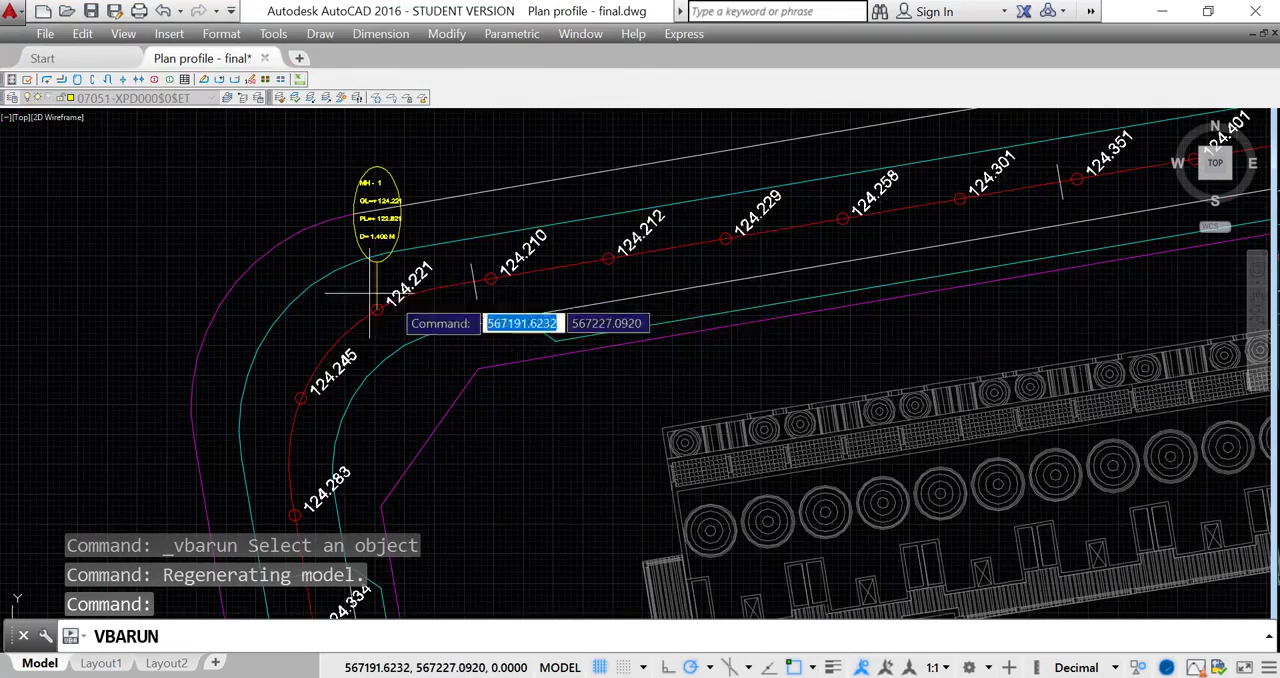 Autodesk AutoCAD 2016 - STUDENT VERSION Plan profile - final.dwg
Type a keyword or phrase
Sign In
File Edit View Insert Format Tools Draw Dimension Modify Parametric Window Help Express
Start
Plan profile - final*
07051-XPD000$0$ET
[−][Top][2D Wireframe]
N
W
TOP
E
S
WCS
124.401
124.351
124.301
124.258
124.229
124.212
124.210
124.221
124.245
124.283
124.334
MH - 1
D= 1.400 M
Command: 567191.6232 567227.0920
Command: _vbarun Select an object
Command: Regenerating model.
Command:
Y
VBARUN
Model Layout1 Layout2
567191.6232, 567227.0920, 0.0000 MODEL
1:1
Decimal